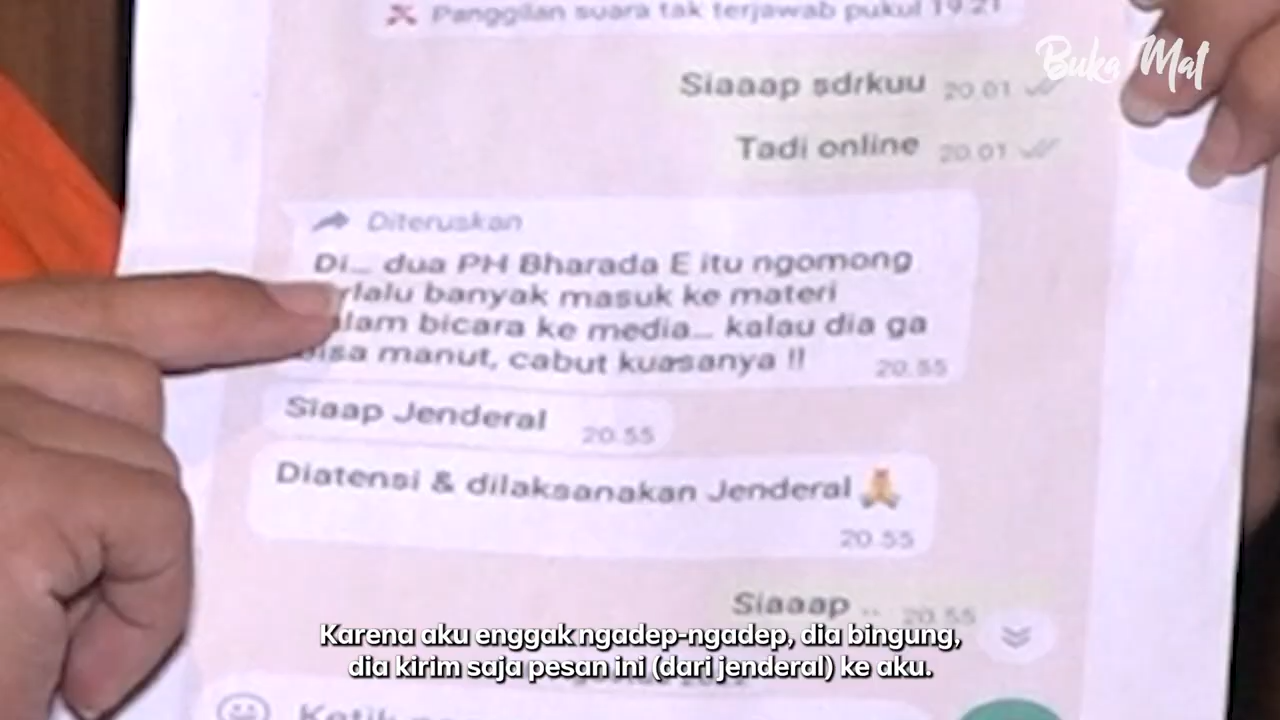 Panggilan suara tak terjawab pukul 19.21
Buka Mat
Siaaap sdrkuu 20.01
Tadi online 20.01
Diteruskan
Di... dua PH Bharada E itu ngomong
rlalu banyak masuk ke materi
alam bicara ke media... kalau dia ga
isa manut, cabut kuasanya !!
20.55
Siaap Jenderal 20.55
Diatensi & dilaksanakan Jenderal 🙏
20.55
Siaaap .. 20.55
Karena aku enggak ngadep-ngadep, dia bingung,
dia kirim saja pesan ini (dari jenderal) ke aku.
Ketik